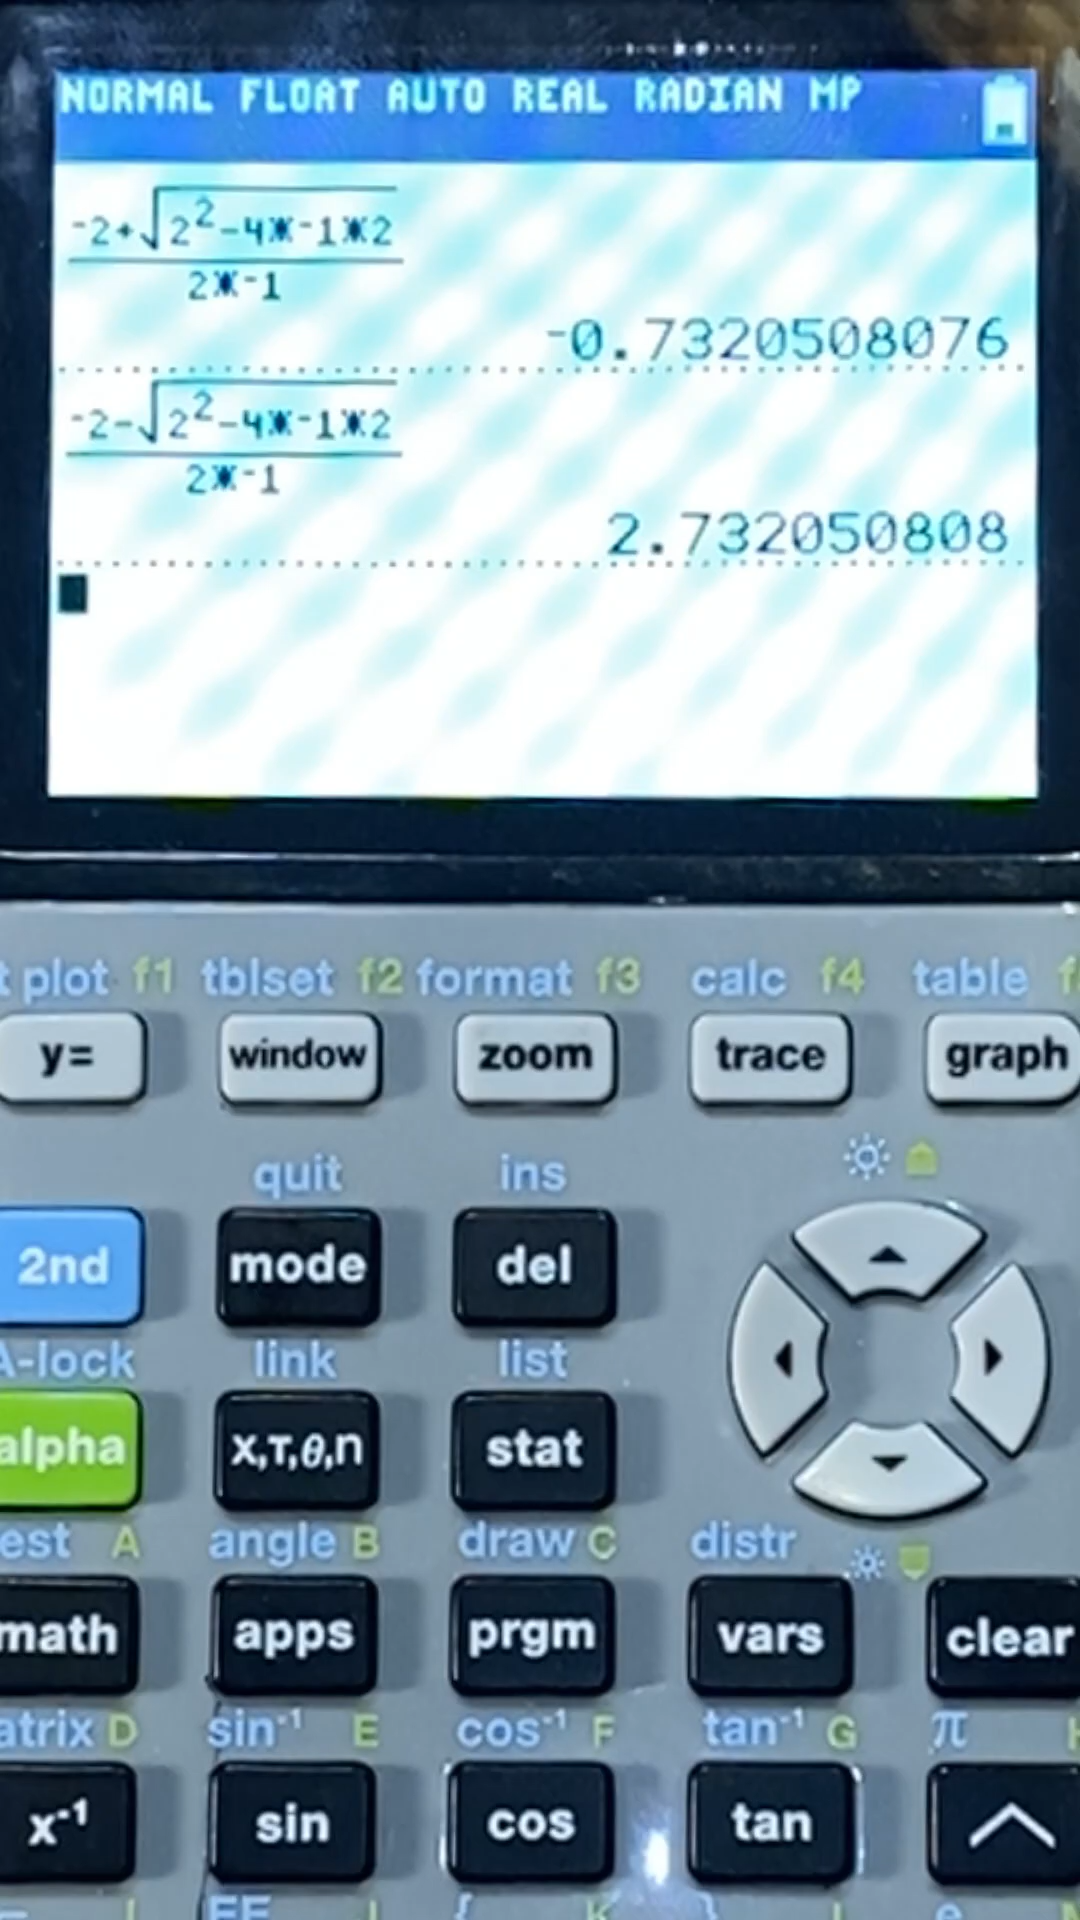 NORMAL FLOAT AUTO REAL RADIAN MP
⁻2+√2²-4*⁻1*2
2*⁻1
⁻0.7320508076
⁻2-√2²-4*⁻1*2
2*⁻1
2.732050808
t plot f1 tblset f2 format f3 calc f4 table f
y= window zoom trace graph
quit ins
2nd mode del
A-lock link list
alpha x,T,θ,n stat
est A angle B draw C distr
math apps prgm vars clear
atrix D sin⁻¹ E cos⁻¹ F tan⁻¹ G π H
x⁻¹ sin cos tan ^
EE { K } e